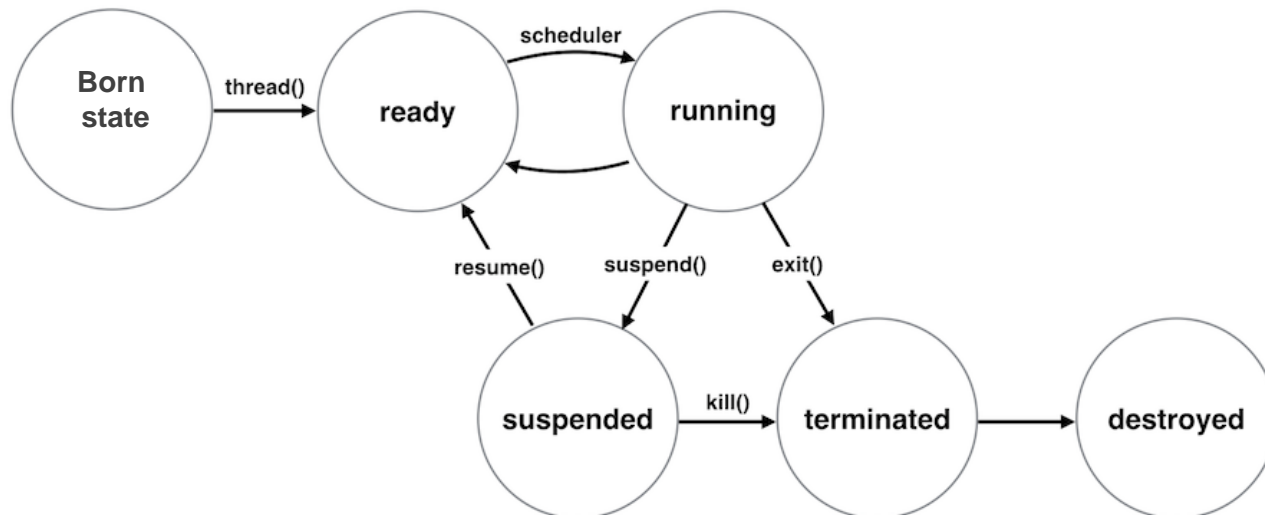 scheduler
Born
state
thread()
ready
running
resume()
suspend()
exit()
suspended
kill()
terminated
destroyed